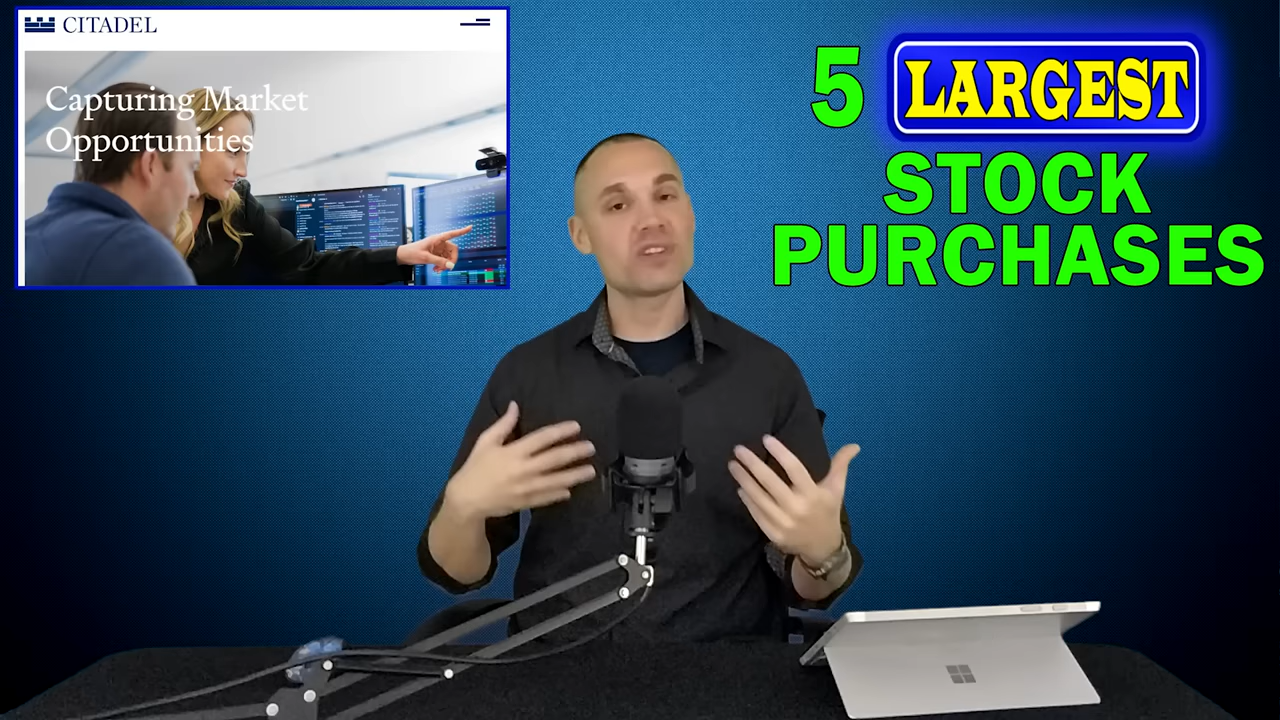 CITADEL
Capturing Market
Opportunities
5 LARGEST
STOCK
PURCHASES